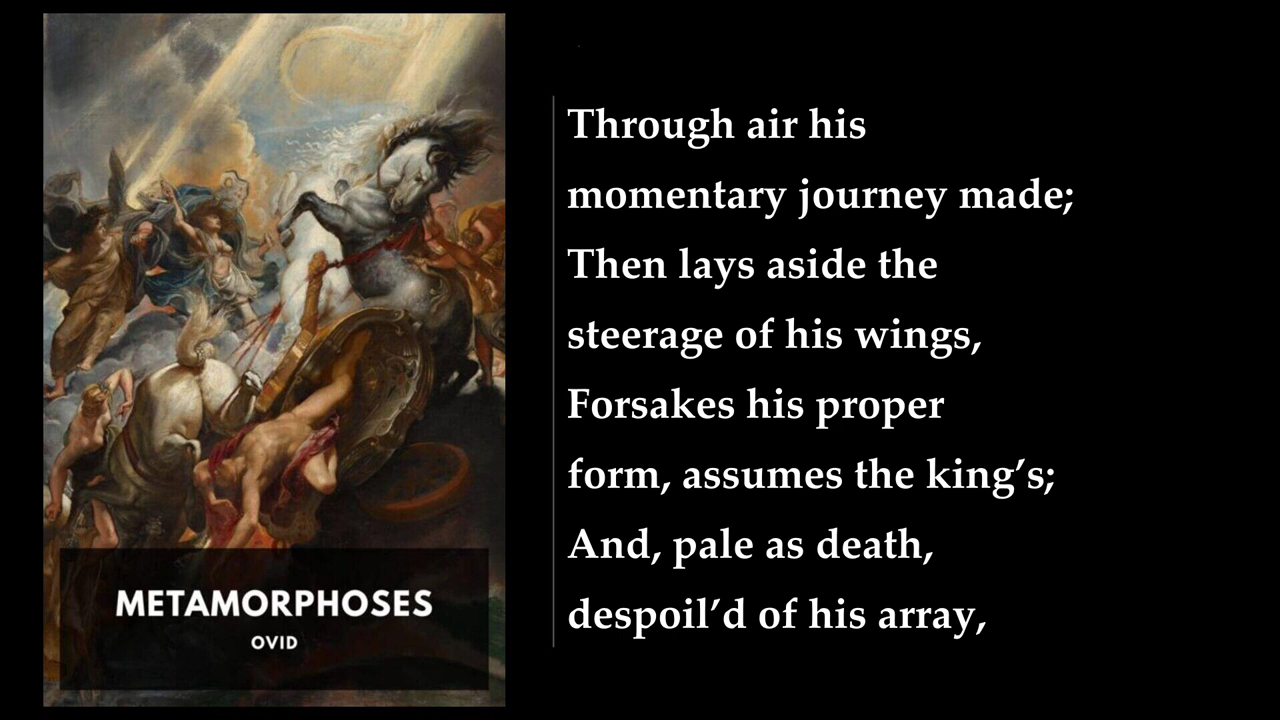 METAMORPHOSES
OVID
Through air his
momentary journey made;
Then lays aside the
steerage of his wings,
Forsakes his proper
form, assumes the king’s;
And, pale as death,
despoil’d of his array,